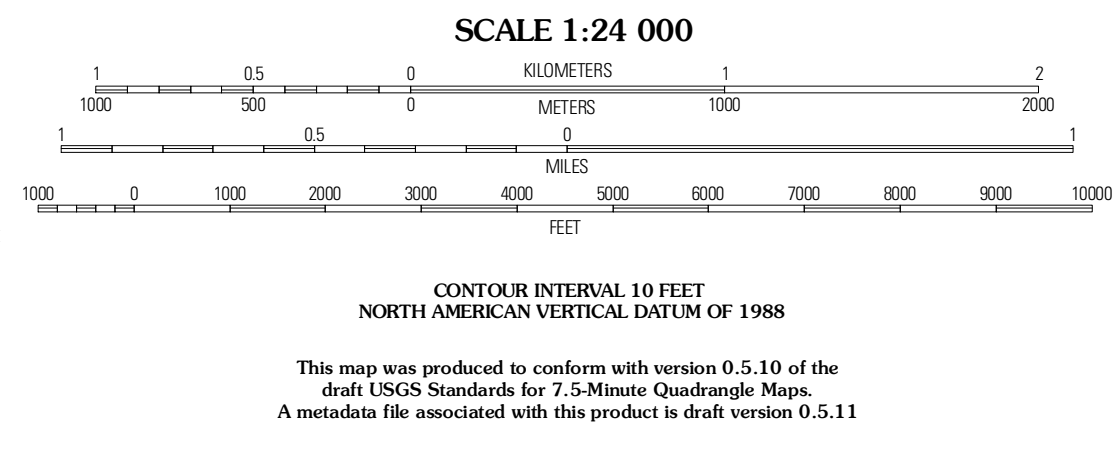 SCALE 1:24 000
1 0.5 0 KILOMETERS 1 2
1000 500 0 METERS 1000 2000
1 0.5 0 1
MILES
1000 0 1000 2000 3000 4000 5000 6000 7000 8000 9000 10000
FEET
CONTOUR INTERVAL 10 FEET
NORTH AMERICAN VERTICAL DATUM OF 1988
This map was produced to conform with version 0.5.10 of the
draft USGS Standards for 7.5-Minute Quadrangle Maps.
A metadata file associated with this product is draft version 0.5.11